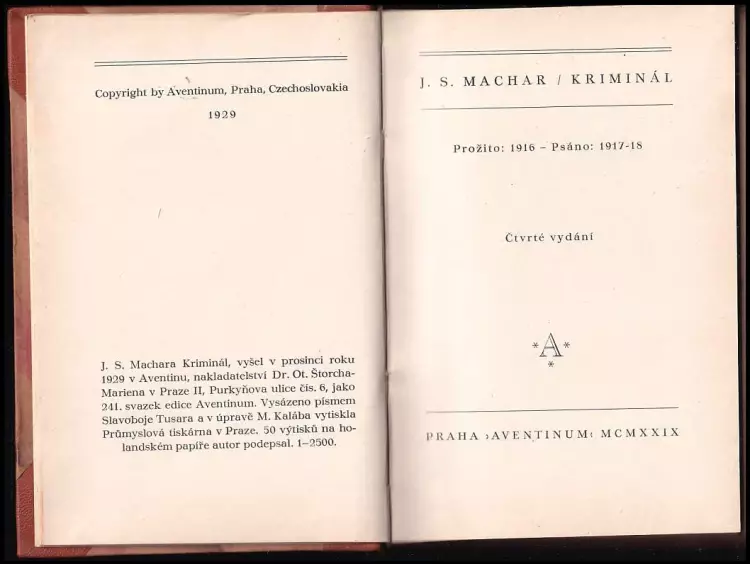 Copyright by Aventinum, Praha, Czechoslovakia
1929
J. S. Machara Kriminál, vyšel v prosinci roku
1929 v Aventinu, nakladatelství Dr. Ot. Štorcha-
Mariena v Praze II, Purkyňova ulice čis. 6, jako
241. svazek edice Aventinum. Vysázeno písmem
Slavoboje Tusara a v úpravě M. Kalába vytiskla
Průmyslová tiskárna v Praze. 50 výtisků na ho-
landském papíře autor podepsal. 1–2500.
J. S. MACHAR / KRIMINÁL
Prožito: 1916 – Psáno: 1917-18
Čtvrté vydání
*A*
*
PRAHA ›AVENTINUM‹ MCMXXIX